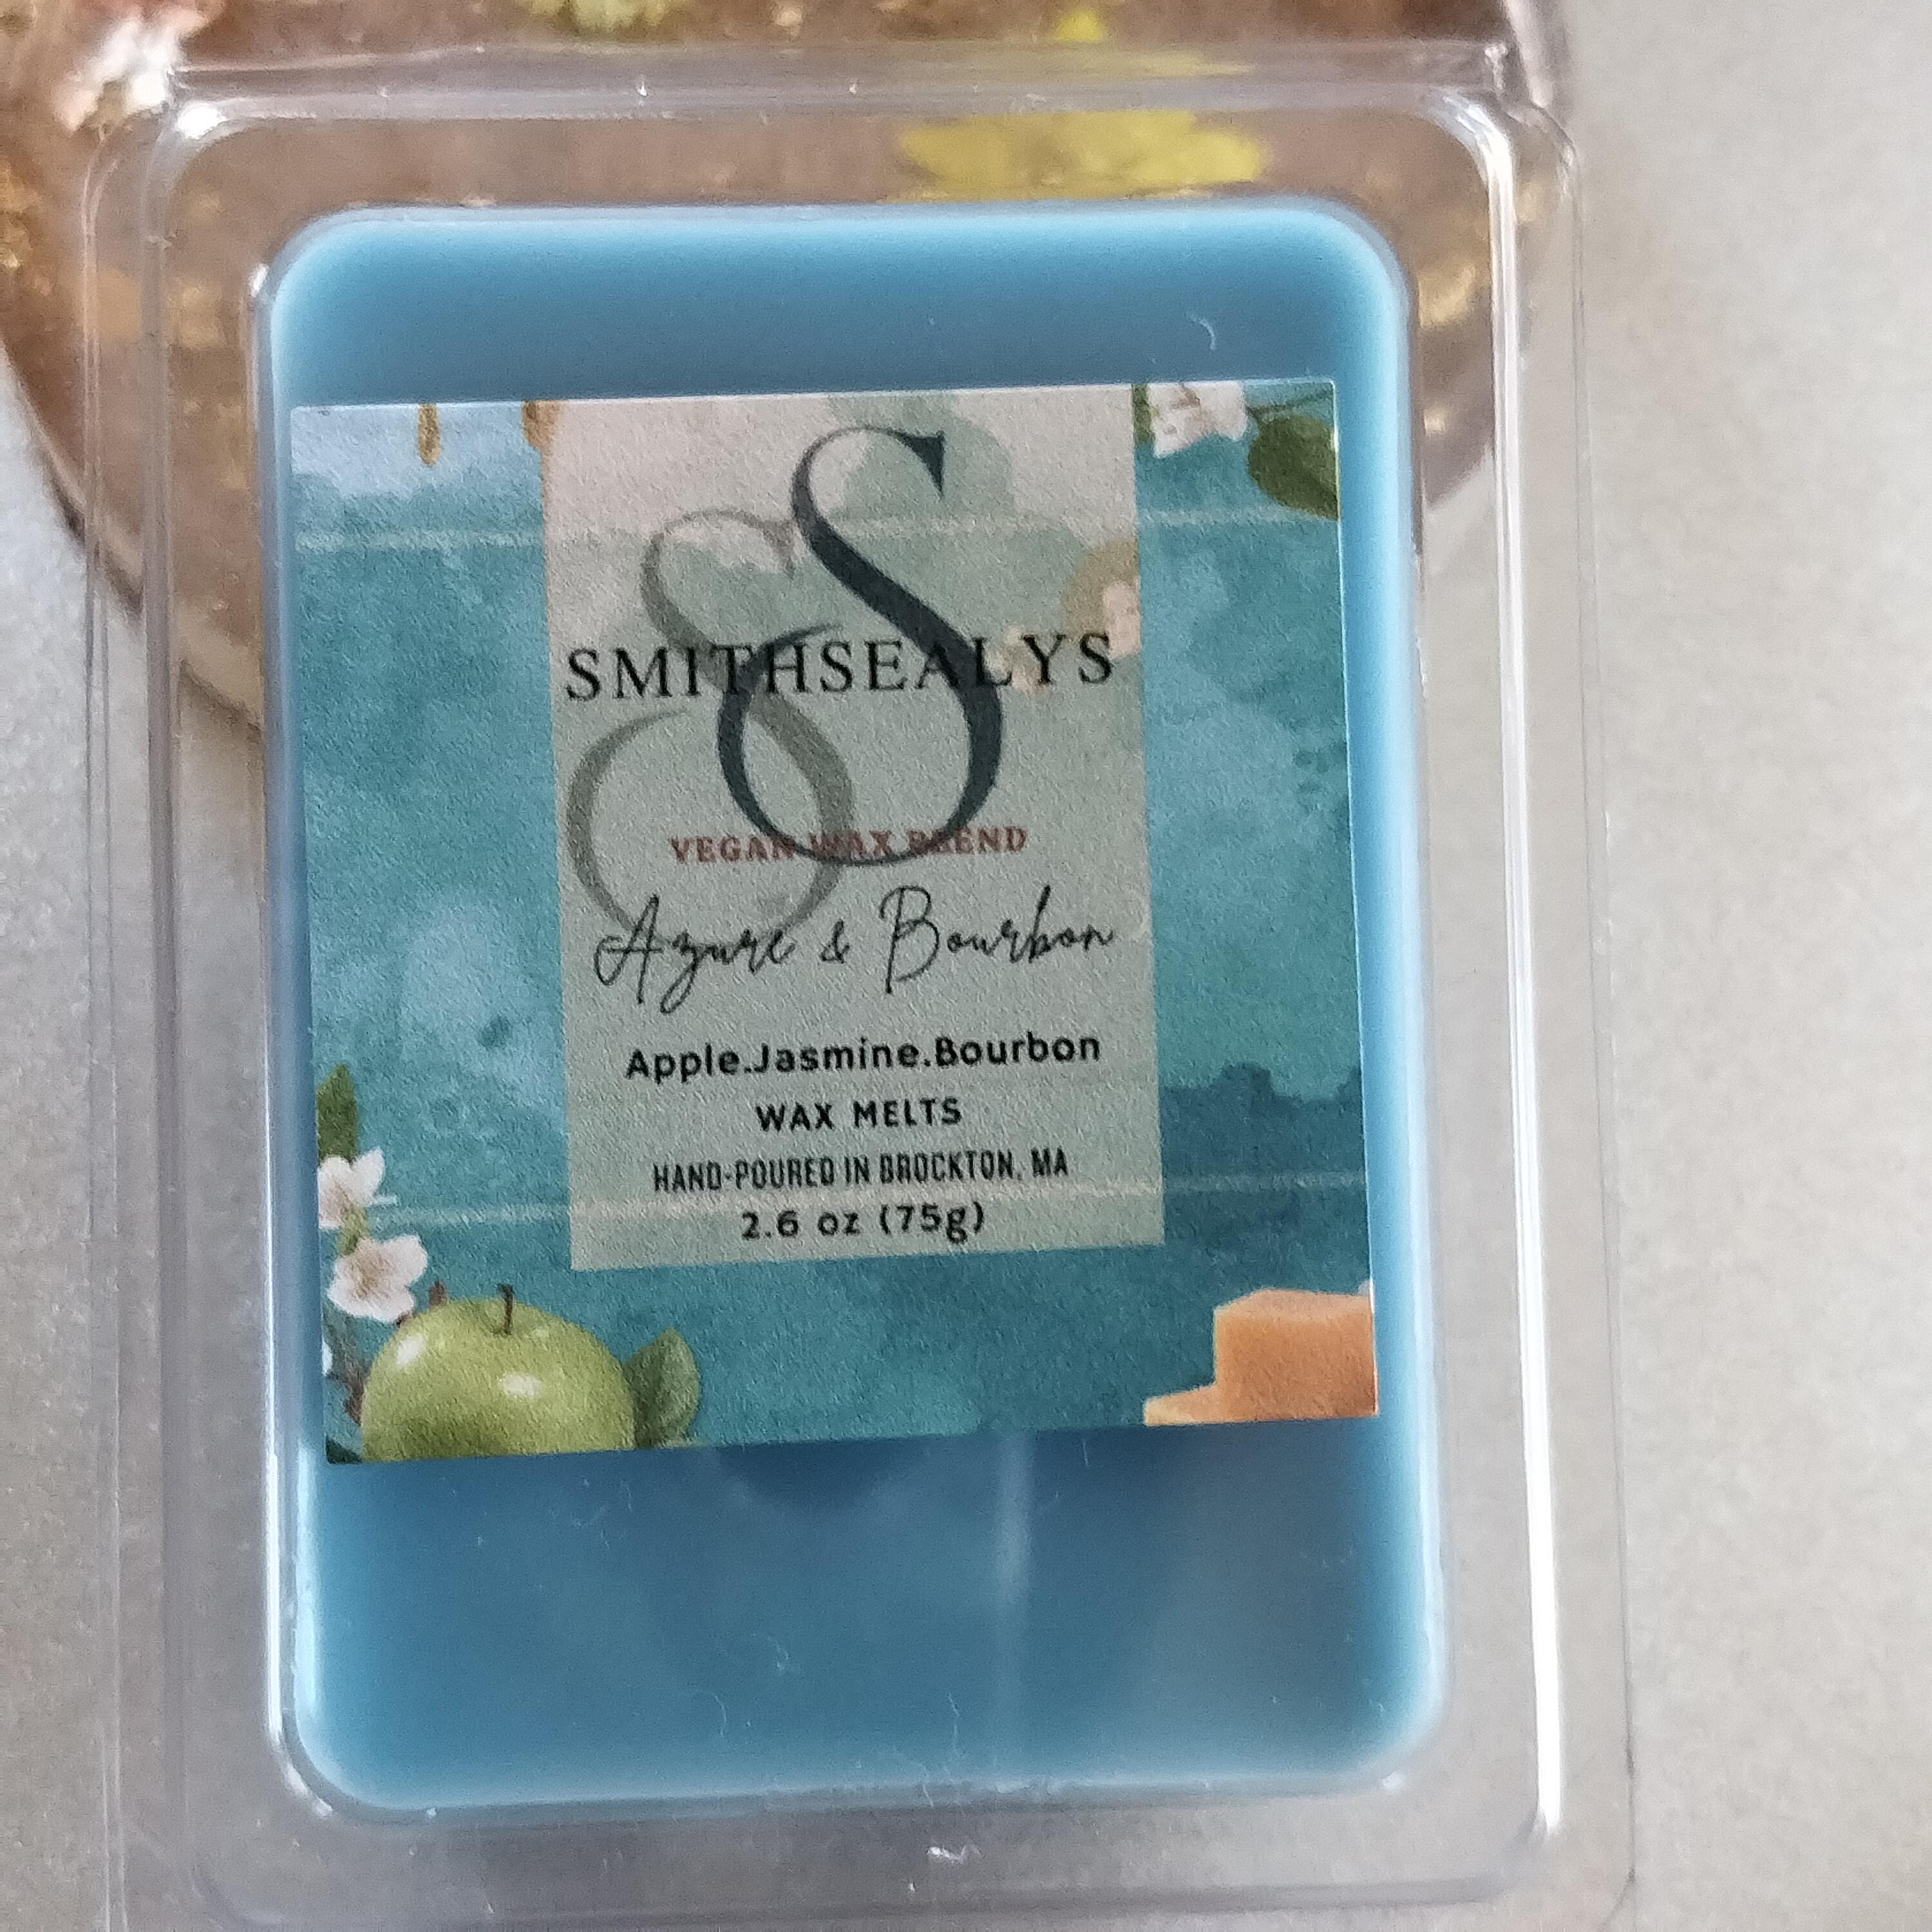 SS
SMITHSEALYS
VEGAN WAX BLEND
Azure & Bourbon
Apple.Jasmine.Bourbon
WAX MELTS
HAND-POURED IN BROCKTON, MA
2.6 oz (75g)